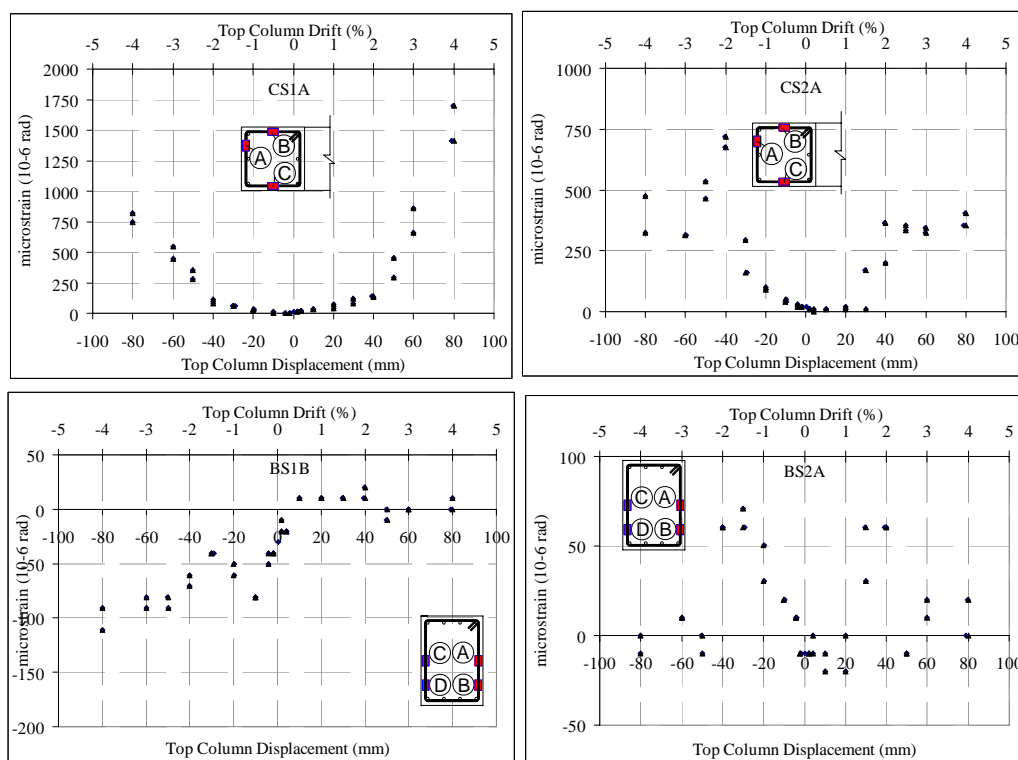 Top Column Drift (%)
-5 -4 -3 -2 -1 0 1 2 3 4 5
2000
1750
1500
1250
1000
750
500
250
0
microstrain (10-6 rad)
CS1A
A
B
C
-100 -80 -60 -40 -20 0 20 40 60 80 100
Top Column Displacement (mm)
Top Column Drift (%)
-5 -4 -3 -2 -1 0 1 2 3 4 5
1000
750
500
250
0
microstrain (10-6 rad)
CS2A
A
B
C
-100 -80 -60 -40 -20 0 20 40 60 80 100
Top Column Displacement (mm)
Top Column Drift (%)
-5 -4 -3 -2 -1 0 1 2 3 4 5
50
0
-50
-100
-150
-200
microstrain (10-6 rad)
BS1B
-100 -80 -60 -40 -20 0 20 40 60 80 100
C A
D B
Top Column Displacement (mm)
Top Column Drift (%)
-5 -4 -3 -2 -1 0 1 2 3 4 5
100
50
0
-50
microstrain (10-6 rad)
BS2A
C A
D B
-100 -80 -60 -40 -20 0 20 40 60 80 100
Top Column Displacement (mm)